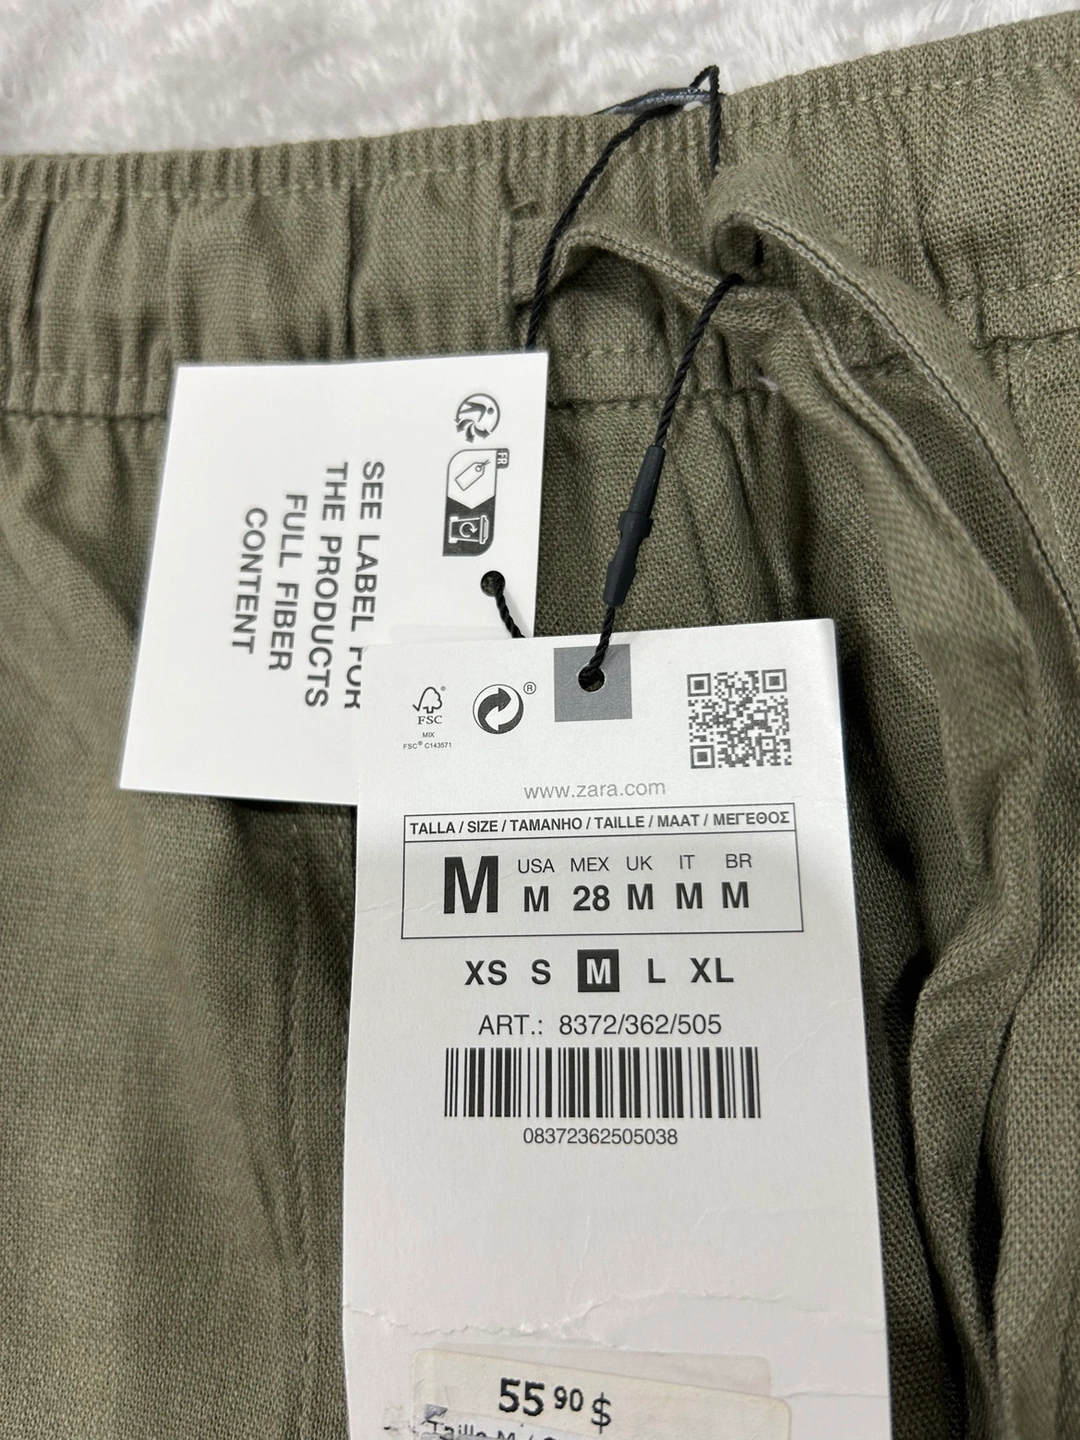 FR
SEE LABEL FOR
THE PRODUCTS
FULL FIBER
CONTENT
FSC®
MIX
FSC® C143571
®
www.zara.com
TALLA / SIZE / TAMANHO / TAILLE / MAAT / ΜΕΓΕΘΟΣ
M
USA MEX UK IT BR
M 28 M M M
XS S M L XL
ART.: 8372/362/505
08372362505038
55 90 $
Taille M